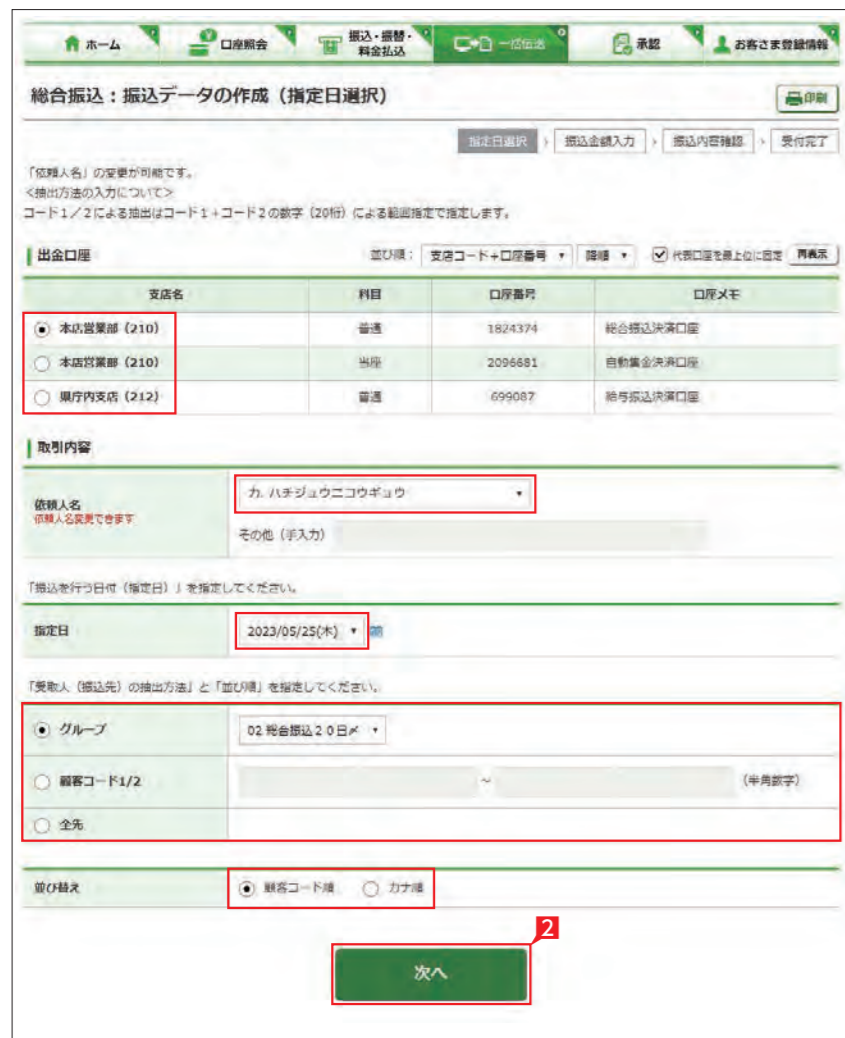 ホーム 口座照会 振込・振替・料金払込 一括伝送 承認 お客さま登録情報
総合振込：振込データの作成（指定日選択） 印刷
指定日選択 › 振込金額入力 › 振込内容確認 › 受付完了
「依頼人名」の変更が可能です。
<抽出方法の入力について>
コード１／２による抽出はコード１+コード２の数字（20桁）による範囲指定で指定します。
出金口座 並び順： 支店コード+口座番号 降順 代表口座を最上位に固定 再表示
支店名 科目 口座番号 口座メモ
本店営業部（210） 普通 1824374 総合振込決済口座
本店営業部（210） 当座 2096681 自動集金決済口座
県庁内支店（212） 普通 699087 給与振込決済口座
取引内容
依頼人名 カ. ハチジュウニコウギョウ
依頼人名変更できます
その他（手入力）
「振込を行う日付（指定日）」を指定してください。
指定日 2023/05/25(木)
「受取人（振込先）の抽出方法」と「並び順」を指定してください。
グループ 02 総合振込２０日〆
顧客コード1/2 ～ （半角数字）
全先
並び替え 顧客コード順 カナ順
2
次へ